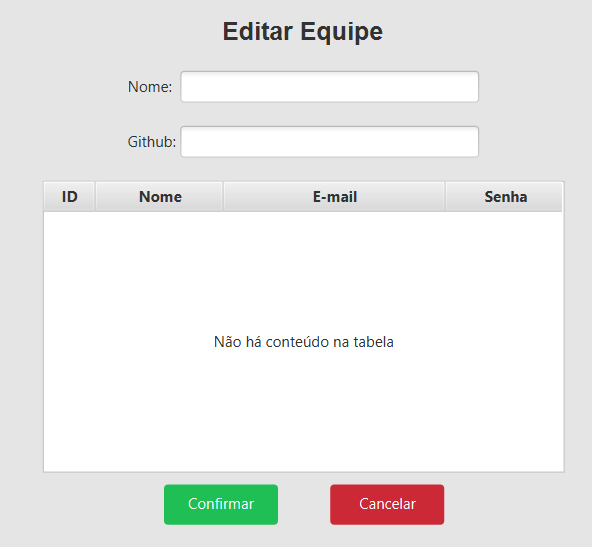 Editar Equipe
Nome:
Github:
ID Nome E-mail Senha
Não há conteúdo na tabela
Confirmar Cancelar